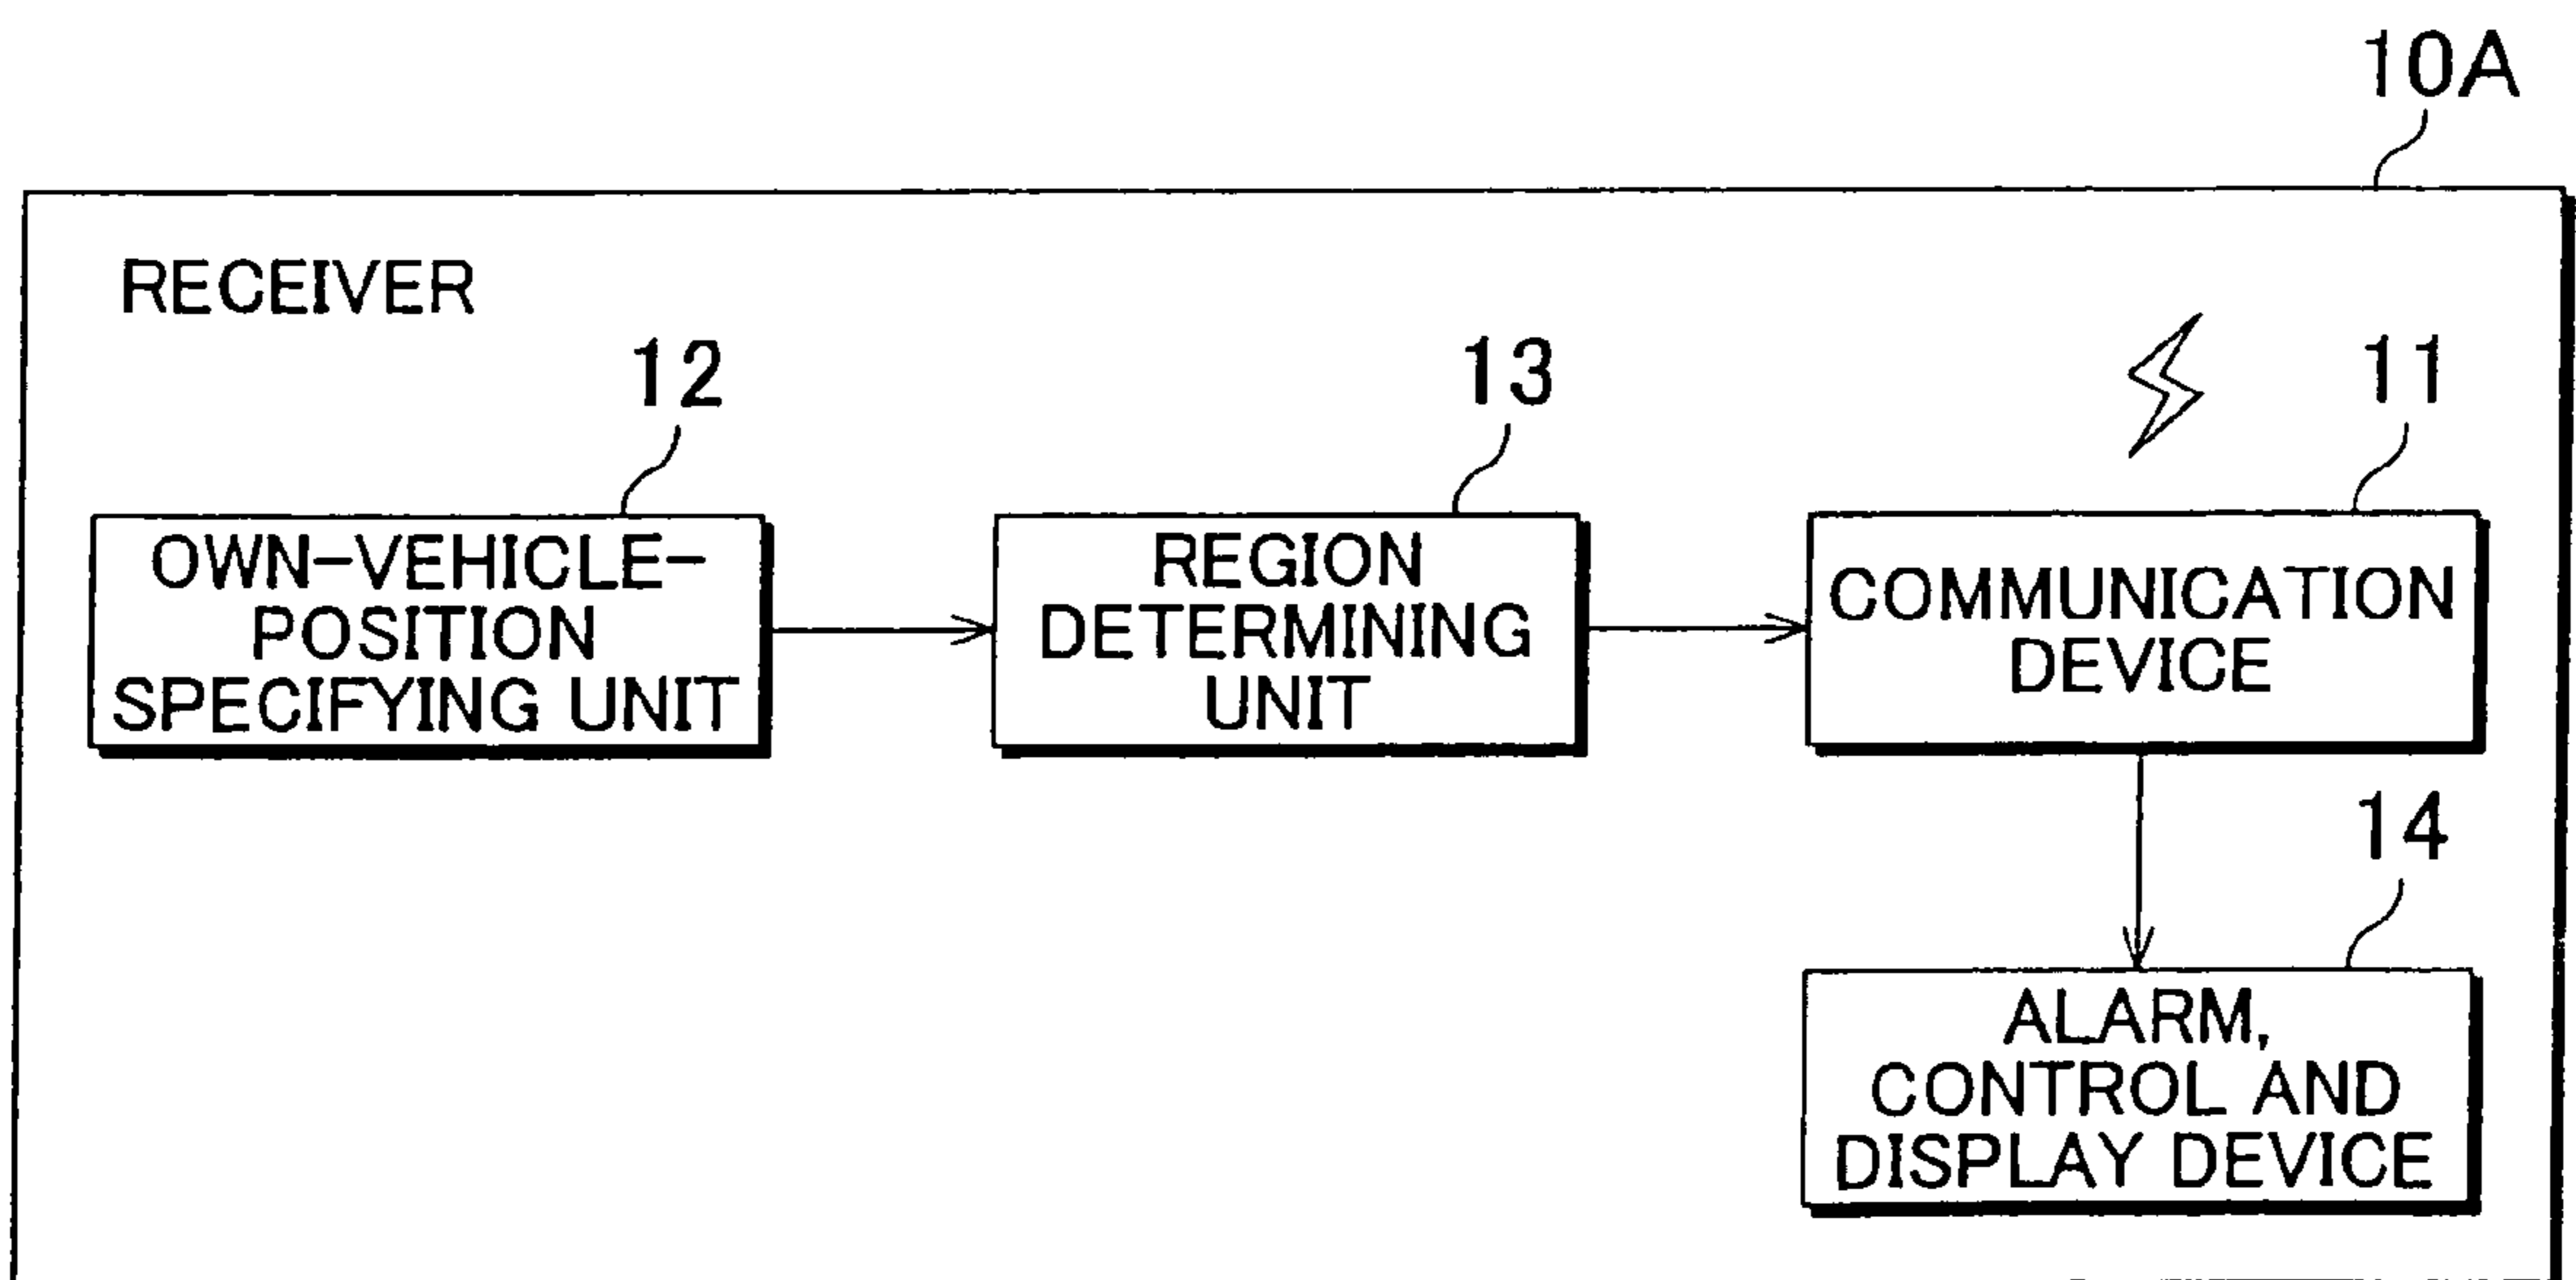 10A
RECEIVER
12
13
11
OWN-VEHICLE-
POSITION
SPECIFYING UNIT
REGION
DETERMINING
UNIT
COMMUNICATION
DEVICE
14
ALARM,
CONTROL AND
DISPLAY DEVICE